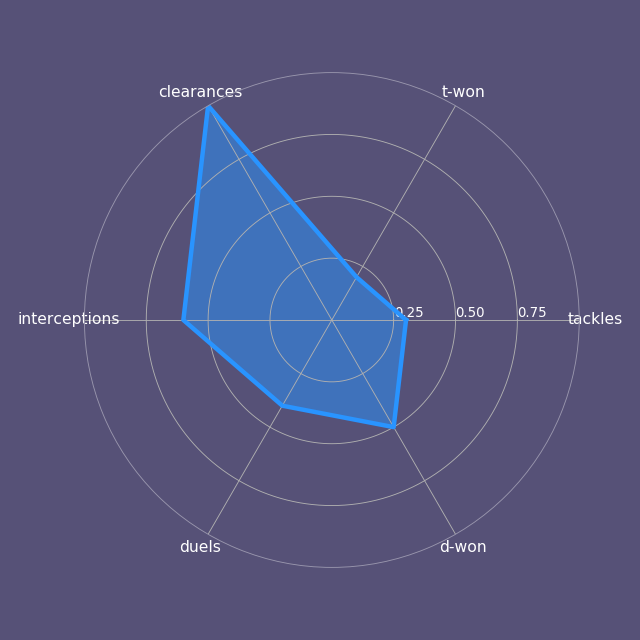 clearances
t-won
0.25
0.50
0.75
interceptions
tackles
duels
d-won